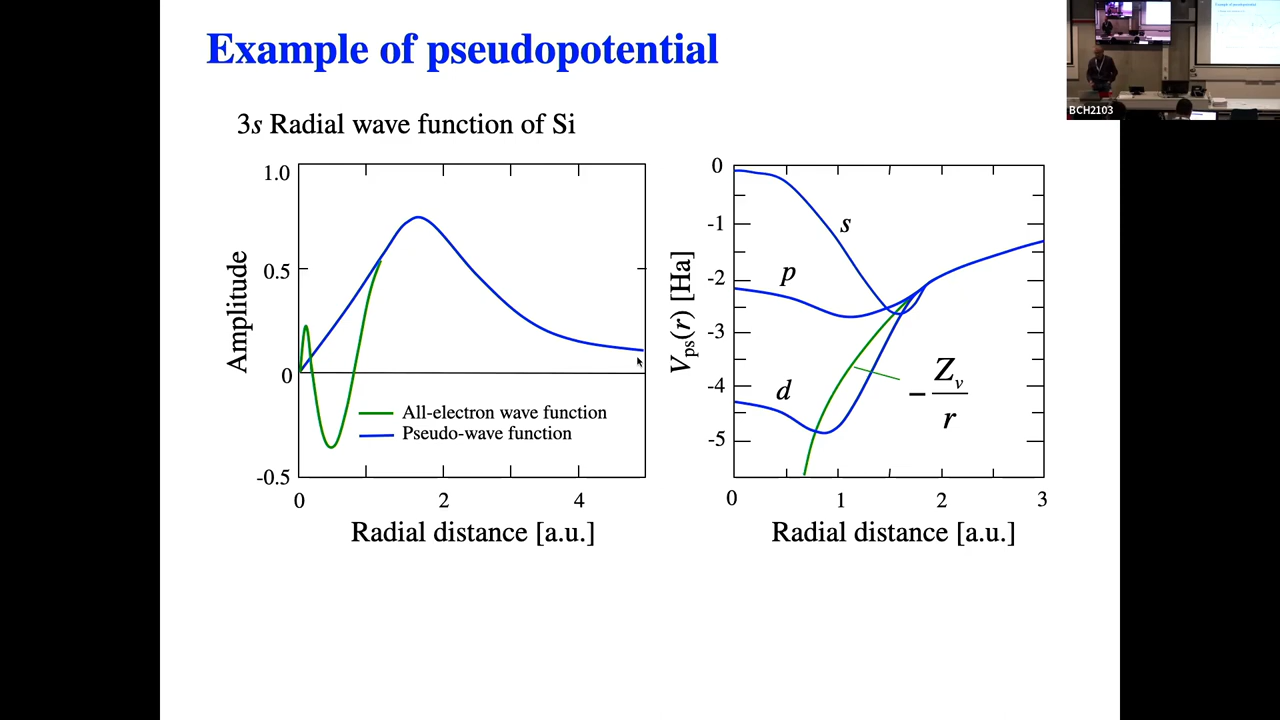 Example of pseudopotential
BCH2103
3s Radial wave function of Si
1.0
0.5
0
-0.5
Amplitude
0
2
4
Radial distance [a.u.]
All-electron wave function
Pseudo-wave function
0
-1
-2
-3
-4
-5
Vps(r) [Ha]
s
p
d
− Zv
r
0
1
2
3
Radial distance [a.u.]